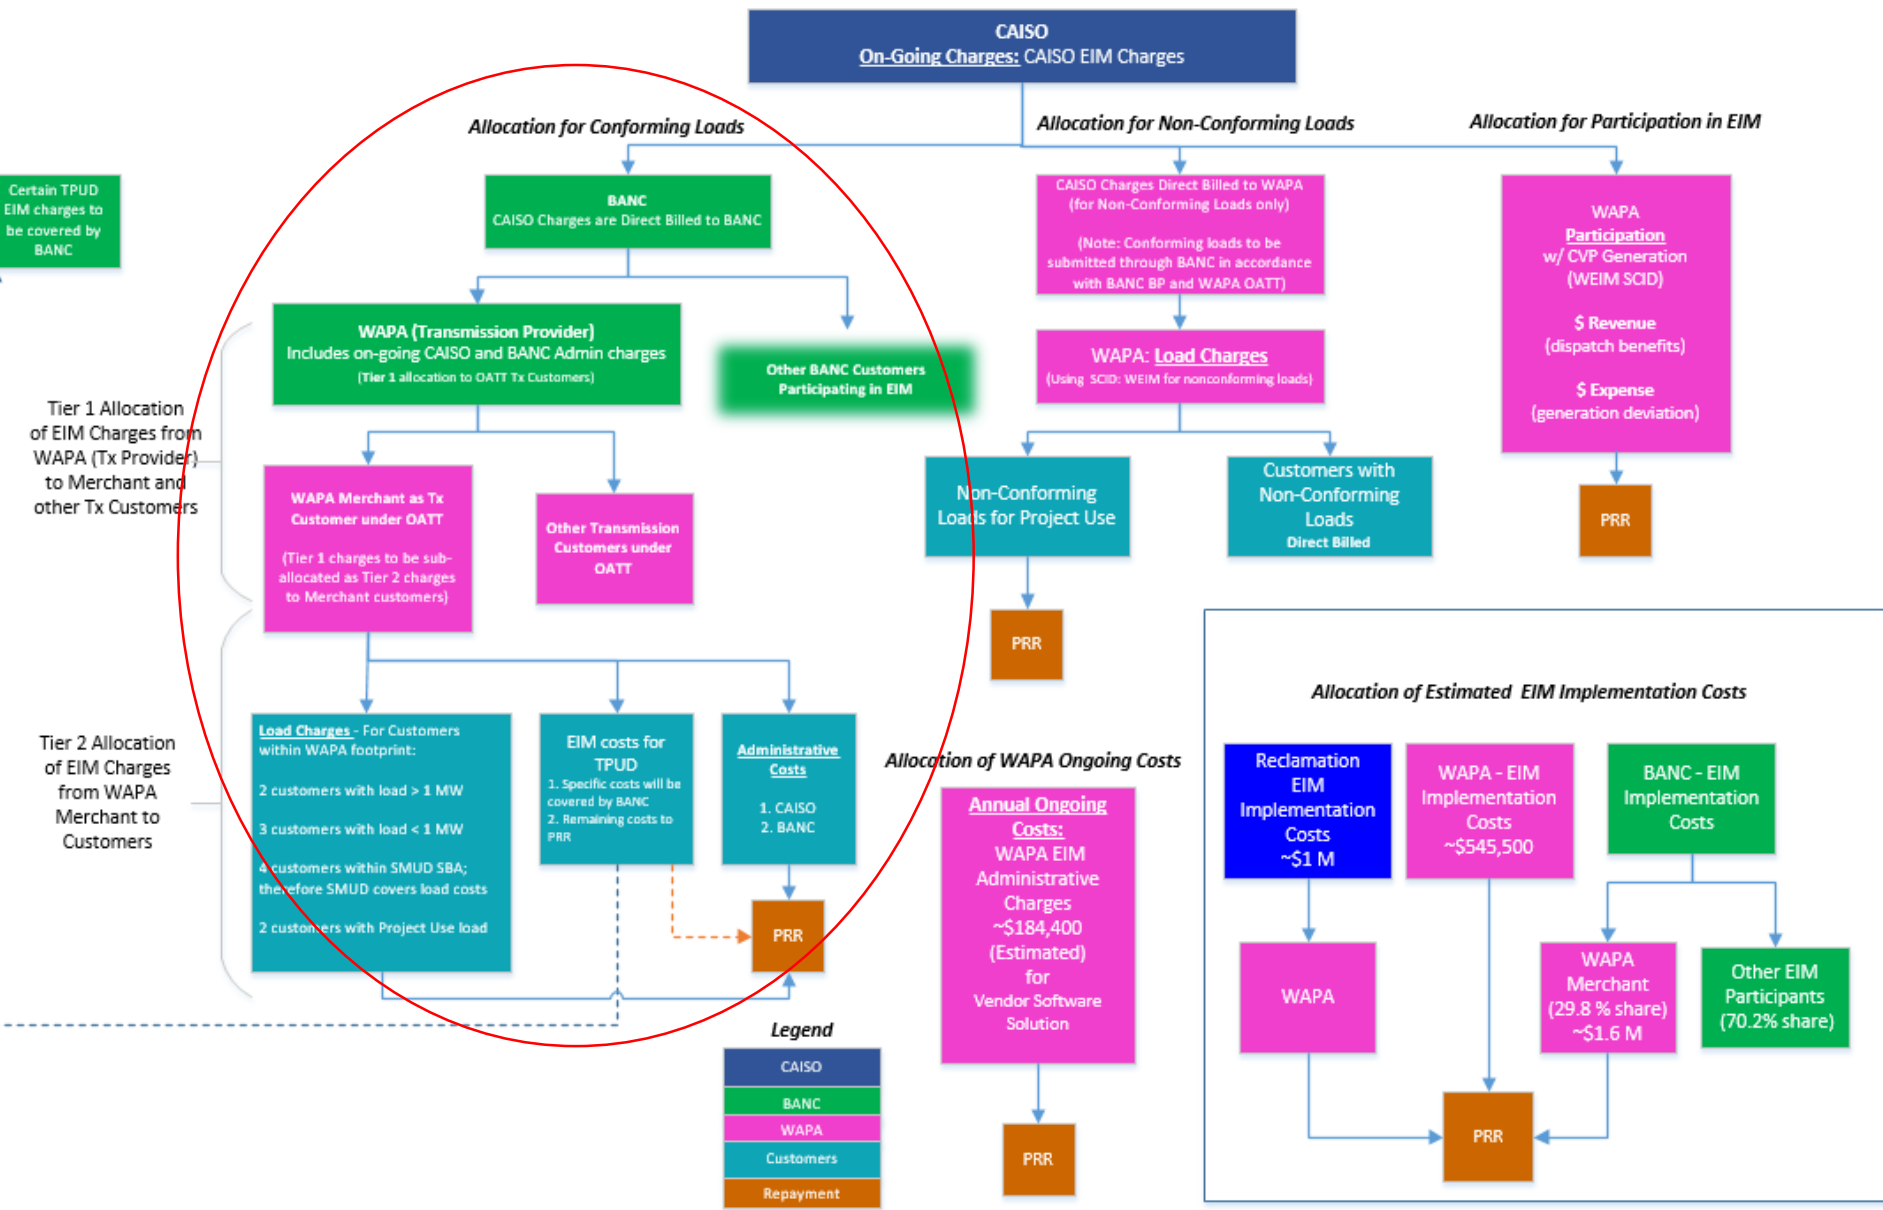 CAISO
On-Going Charges: CAISO EIM Charges
Allocation for Conforming Loads
Allocation for Non-Conforming Loads
Allocation for Participation in EIM
Certain TPUD
EIM charges to
be covered by
BANC
BANC
CAISO Charges are Direct Billed to BANC
CAISO Charges Direct Billed to WAPA
(for Non-Conforming Loads only)
(Note: Conforming loads to be
submitted through BANC in accordance
with BANC BP and WAPA OATT)
WAPA
Participation
w/ CVP Generation
(WEIM SCID)
$ Revenue
(dispatch benefits)
$ Expense
(generation deviation)
WAPA (Transmission Provider)
Includes on-going CAISO and BANC Admin charges
(Tier 1 allocation to OATT Tx Customers)
Other BANC Customers
Participating in EIM
WAPA: Load Charges
(Using SCID: WEIM for nonconforming loads)
Tier 1 Allocation
of EIM Charges from
WAPA (Tx Provider)
to Merchant and
other Tx Customers
WAPA Merchant as Tx
Customer under OATT
(Tier 1 charges to be sub-
allocated as Tier 2 charges
to Merchant customers)
Other Transmission
Customers under
OATT
Non-Conforming
Loads for Project Use
Customers with
Non-Conforming
Loads
Direct Billed
PRR
PRR
Tier 2 Allocation
of EIM Charges
from WAPA
Merchant to
Customers
Load Charges - For Customers
within WAPA footprint:
2 customers with load > 1 MW
3 customers with load < 1 MW
4 customers within SMUD SBA;
therefore SMUD covers load costs
2 customers with Project Use load
EIM costs for
TPUD
1. Specific costs will be
covered by BANC
2. Remaining costs to
PRR
Administrative
Costs
1. CAISO
2. BANC
PRR
Allocation of WAPA Ongoing Costs
Annual Ongoing
Costs:
WAPA EIM
Administrative
Charges
~$184,400
(Estimated)
for
Vendor Software
Solution
PRR
Allocation of Estimated EIM Implementation Costs
Reclamation
EIM
Implementation
Costs
~$1 M
WAPA - EIM
Implementation
Costs
~$545,500
BANC - EIM
Implementation
Costs
WAPA
WAPA
Merchant
(29.8 % share)
~$1.6 M
Other EIM
Participants
(70.2% share)
PRR
Legend
CAISO
BANC
WAPA
Customers
Repayment